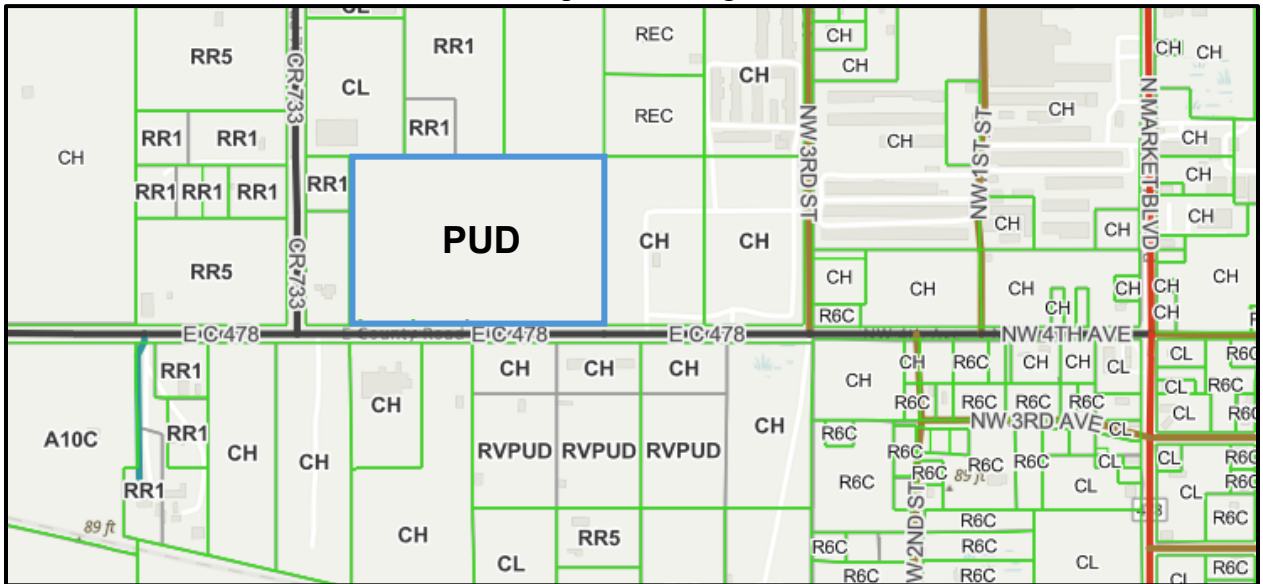 RR1
REC
CH
CH
CH
RR5
CR 733
CL
CH
CH
CH
REC
RR1
N MARKET BLVD
RR1
RR1
NW 3RD ST
NW 1ST ST
CH
CH
CH
CH
RR1
RR1
RR1
RR1
CH
CH
CH
CH
PUD
CH
CH
RR5
CR 733
CH
CH
CH
CH
CH
CH
CH
R6C
CH
E C 478
E C 478
E C 478
NW 4TH AVE
RR1
CH
CH
CH
CH
R6C
CH
CH
CL
CL
R6C
CH
CH
R6C
R6C
R6C
R6C
CL
R6C
CL
NW 3RD AVE
CL
A10C
RR1
CH
CH
RVPUD
RVPUD
RVPUD
CH
R6C
R6C
R6C
R6C
R6C
CL
CL
R6C
R6C
89 ft
R6C
CL
CL
R6C
RR1
89 ft
CH
RR5
CL
W 2ND ST
R6C
R6C
R6C
R6C
R6C
CL
CL
R6C